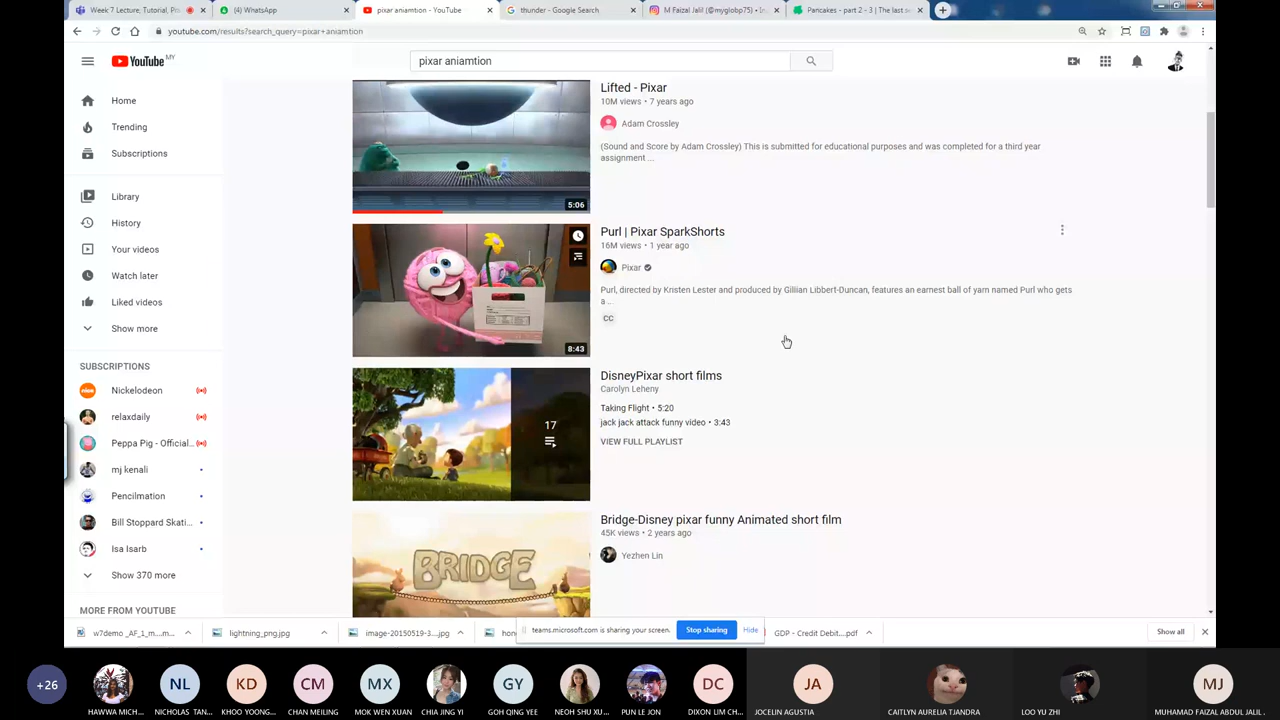 Week 7 Lecture, Tutorial, Pra
(4) WhatsApp
pixar aniamtion - YouTube
thunder - Google Search
M Faizal Jalil (@myglobp75) • In
Pancakes - part 2 - 3 | The last s
youtube.com/results?search_query=pixar+aniamtion
YouTube MY
pixar aniamtion
Home
Trending
Subscriptions
Library
History
Your videos
Watch later
Liked videos
Show more
SUBSCRIPTIONS
Nickelodeon
relaxdaily
Peppa Pig - Official...
mj kenali
Pencilmation
Bill Stoppard Skati...
Isa Isarb
Show 370 more
MORE FROM YOUTUBE
5:06
Lifted - Pixar
10M views • 7 years ago
Adam Crossley
(Sound and Score by Adam Crossley) This is submitted for educational purposes and was completed for a third year
assignment ...
8:43
Purl | Pixar SparkShorts
16M views • 1 year ago
Pixar
Purl, directed by Kristen Lester and produced by Gillian Libbert-Duncan, features an earnest ball of yarn named Purl who gets
a ...
CC
17
DisneyPixar short films
Carolyn Leheny
Taking Flight • 5:20
jack jack attack funny video • 3:43
VIEW FULL PLAYLIST
BRIDGE
Bridge-Disney pixar funny Animated short film
45K views • 2 years ago
Yezhen Lin
w7demo _AF_1_m....m...
lightning_png.jpg
image-20150519-3....jpg
hon
teams.microsoft.com is sharing your screen.
Stop sharing
Hide
GDP - Credit Debit....pdf
Show all
+26
NL
KD
CM
MX
GY
DC
JA
MJ
HAWWA MICH...
NICHOLAS TAN...
KHOO YOONG...
CHAN MEILING
MOK WEN XUAN
CHIA JING YI
GOH QING YEE
NEOH SHU XU...
PUN LE JON
DIXON LIM CH...
JOCELIN AGUSTIA
CAITLYN AURELIA TJANDRA
LOO YU ZHI
MUHAMAD FAIZAL ABDUL JALIL .